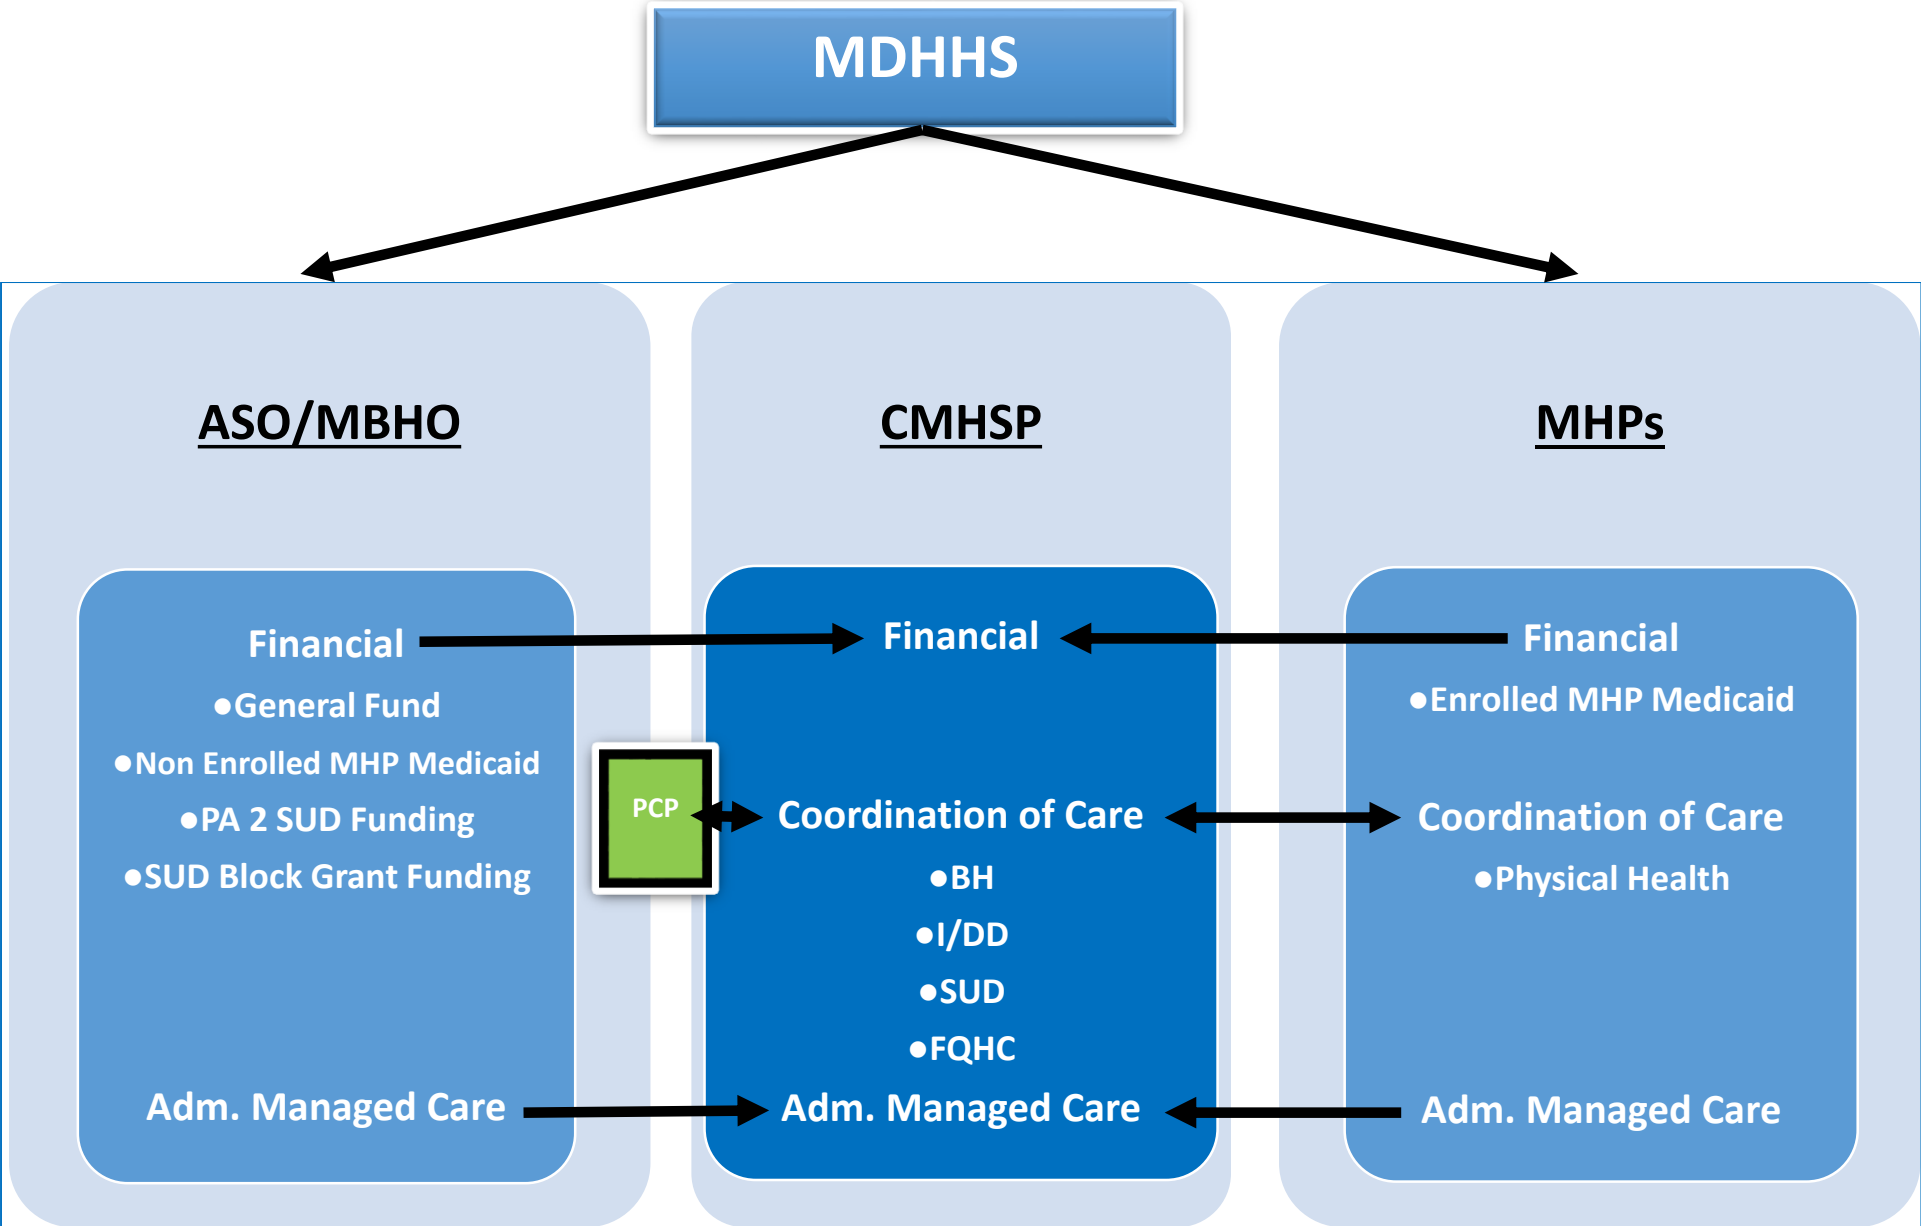 MDHHS
ASO/MBHO
Financial
●General Fund
●Non Enrolled MHP Medicaid
●PA 2 SUD Funding
●SUD Block Grant Funding
Adm. Managed Care
PCP
CMHSP
Financial
Coordination of Care
●BH
●I/DD
●SUD
●FQHC
Adm. Managed Care
MHPs
Financial
●Enrolled MHP Medicaid
Coordination of Care
●Physical Health
Adm. Managed Care